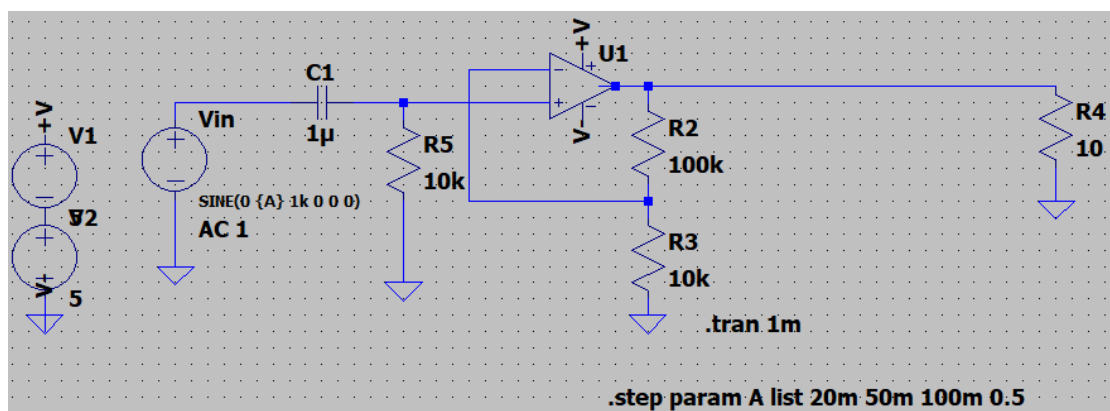 +V
V1
V2
5
V-
Vin
SINE(0 {A} 1k 0 0 0)
AC 1
C1
1µ
R5
10k
+V
U1
V-
R2
100k
R3
10k
R4
10
.tran 1m
.step param A list 20m 50m 100m 0.5